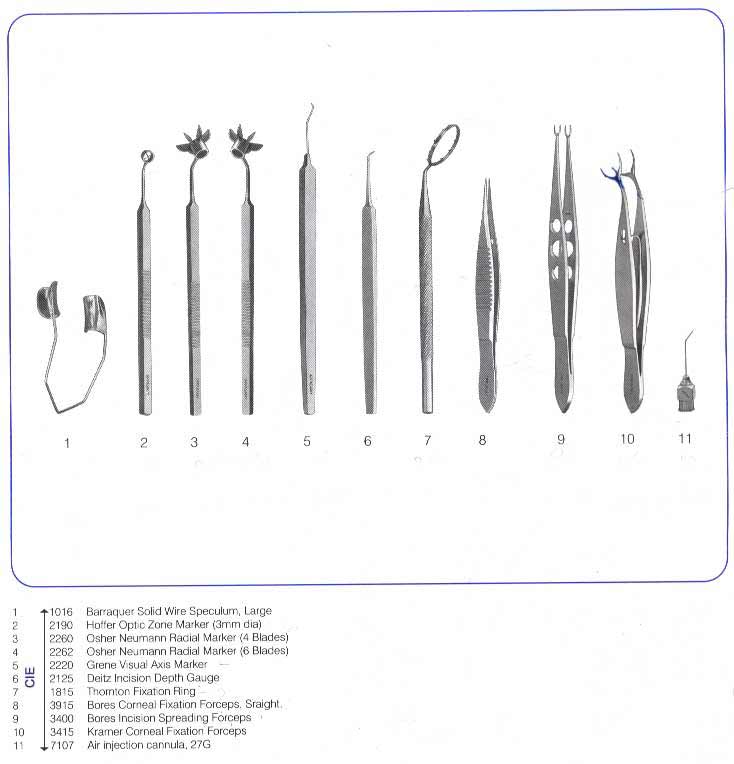 1 2 3 4 5 6 7 8 9 10 11
1 1016 Barraquer Solid Wire Speculum, Large
2 2190 Hoffer Optic Zone Marker (3mm dia)
3 2260 Osher Neumann Radial Marker (4 Blades)
4 2262 Osher Neumann Radial Marker (6 Blades)
5 2220 Grene Visual Axis Marker
6 2125 Deitz Incision Depth Gauge
7 1815 Thornton Fixation Ring
8 3915 Bores Corneal Fixation Forceps, Sraight.
9 3400 Bores Incision Spreading Forceps
10 3415 Kramer Corneal Fixation Forceps
11 7107 Air injection cannula, 27G
CIE